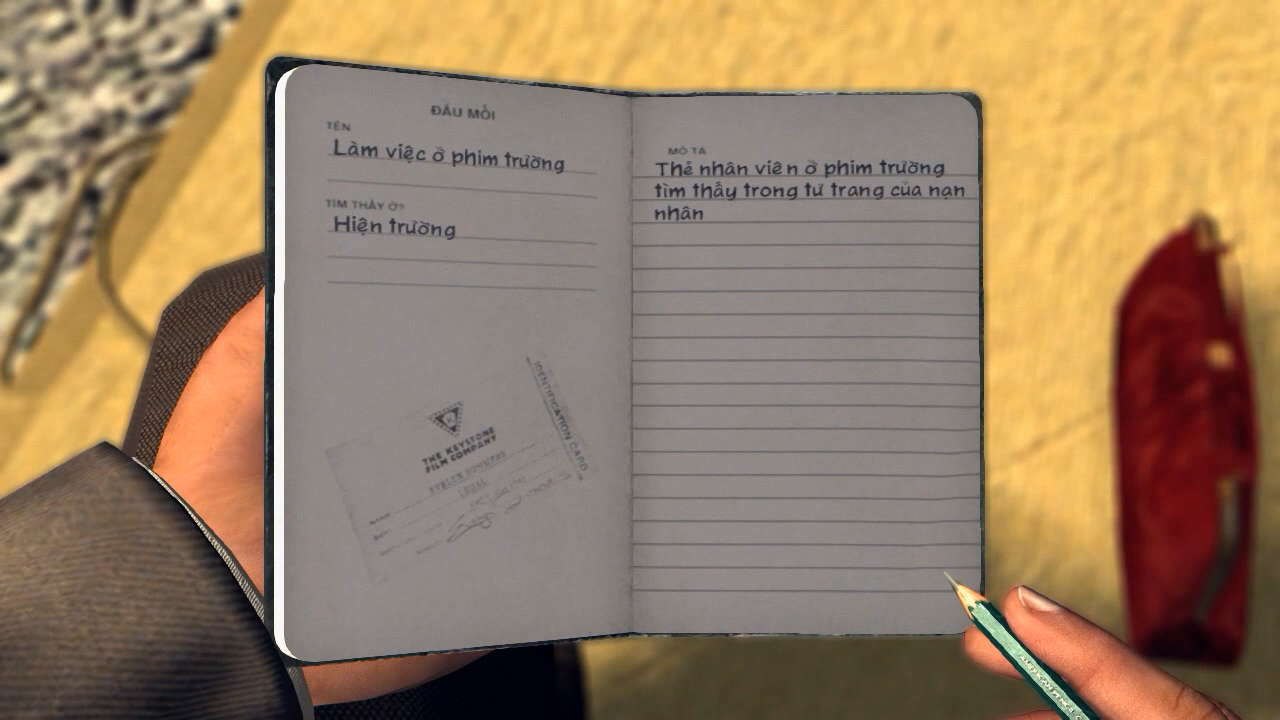 ĐẦU MỐI
TÊN
Làm việc ở phim trường
TÌM THẤY Ở?
Hiện trường
IDENTIFICATION CARD
THE KEYSTONE
FILM COMPANY
MÔ TẢ
Thẻ nhân viên ở phim trường
tìm thấy trong tư trang của nạn
nhân